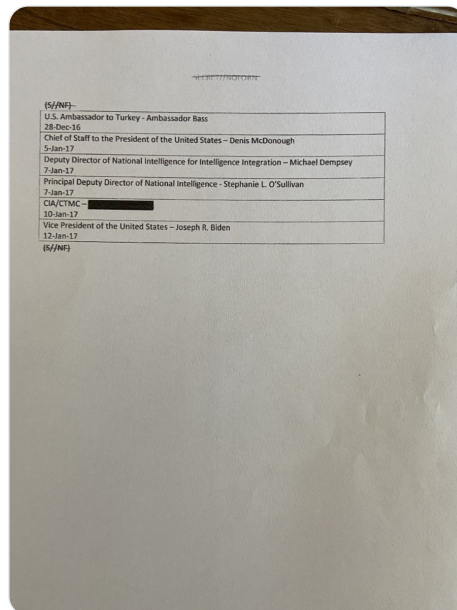 SECRET//NOFORN
(S//NF)
U.S. Ambassador to Turkey - Ambassador Bass
28-Dec-16
Chief of Staff to the President of the United States – Denis McDonough
5-Jan-17
Deputy Director of National Intelligence for Intelligence Integration – Michael Dempsey
7-Jan-17
Principal Deputy Director of National Intelligence - Stephanie L. O'Sullivan
7-Jan-17
CIA/CTMC –
10-Jan-17
Vice President of the United States – Joseph R. Biden
12-Jan-17
(S//NF)